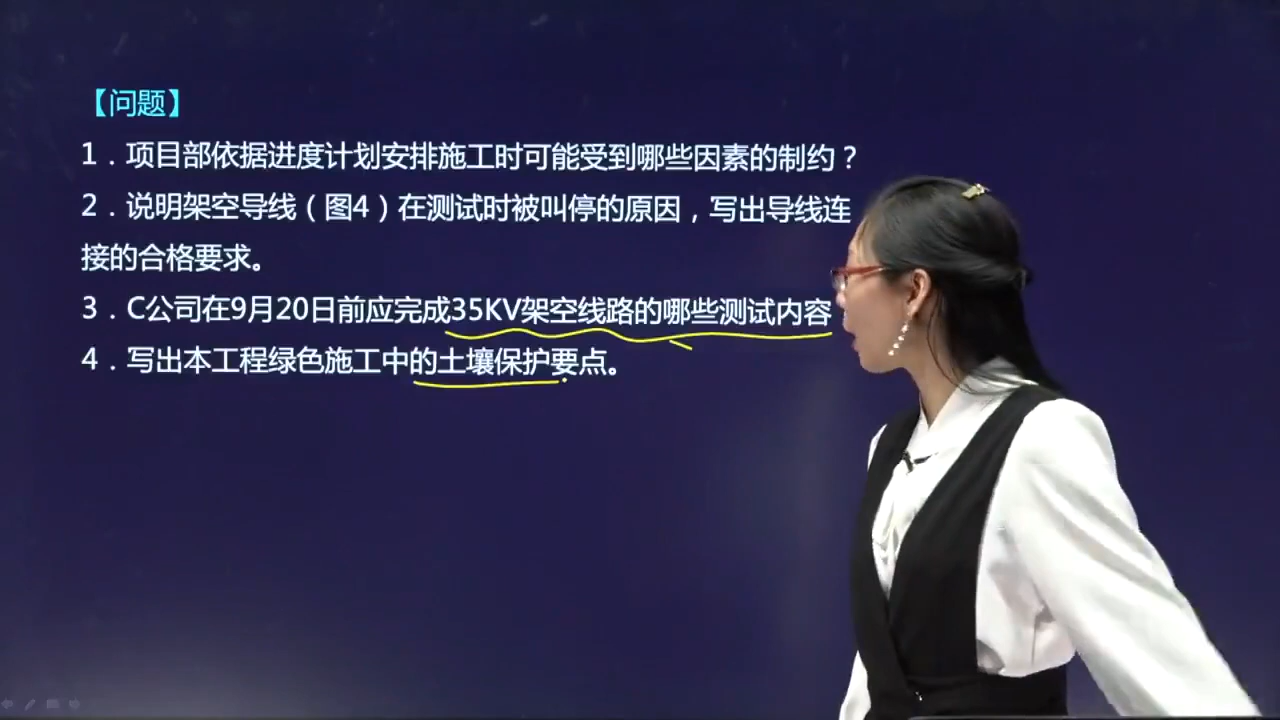 【问题】
1．项目部依据进度计划安排施工时可能受到哪些因素的制约？
2．说明架空导线（图4）在测试时被叫停的原因，写出导线连
接的合格要求。
3．C公司在9月20日前应完成35KV架空线路的哪些测试内容
4．写出本工程绿色施工中的土壤保护要点。